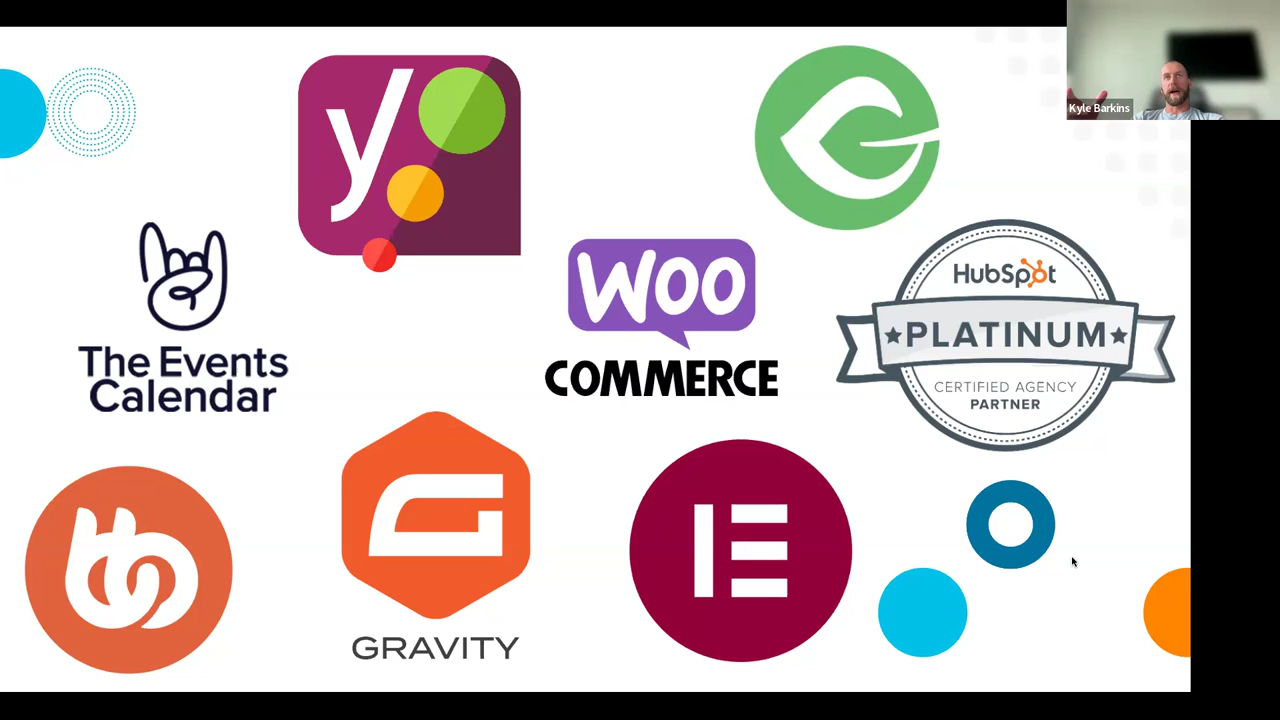 Kyle Barkins
y
WOO
COMMERCE
HubSpot
PLATINUM
CERTIFIED AGENCY
PARTNER
The Events
Calendar
GRAVITY